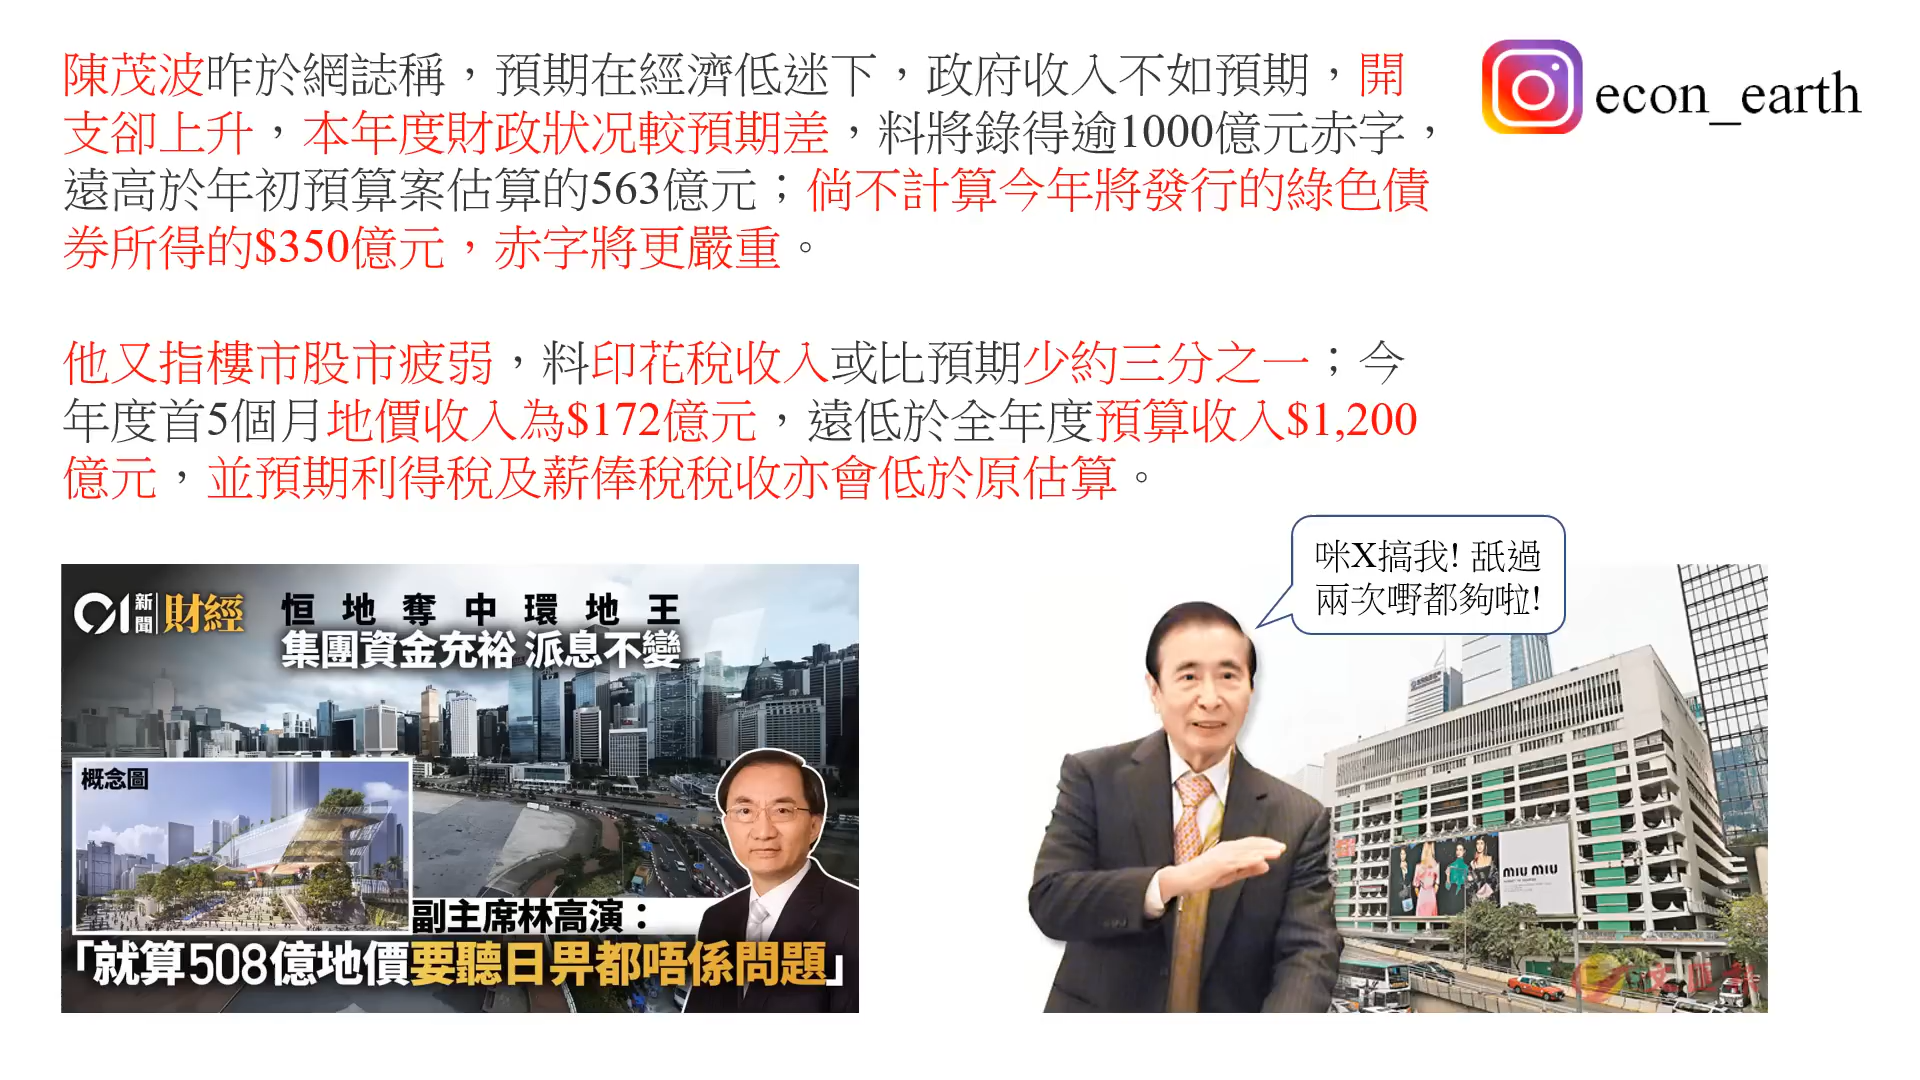 陳茂波昨於網誌稱，預期在經濟低迷下，政府收入不如預期，開
支卻上升，本年度財政狀況較預期差，料將錄得逾1000億元赤字，
遠高於年初預算案估算的563億元；倘不計算今年將發行的綠色債
券所得的$350億元，赤字將更嚴重。
他又指樓市股市疲弱，料印花稅收入或比預期少約三分之一；今
年度首5個月地價收入為$172億元，遠低於全年度預算收入$1,200
億元，並預期利得稅及薪俸稅稅收亦會低於原估算。
econ_earth
01新聞|財經
恒地奪中環地王
集團資金充裕 派息不變
概念圖
副主席林高演：
「就算508億地價要聽日畀都唔係問題」
咪X搞我! 舐過
兩次嘢都夠啦!
MIU MIU
文匯報